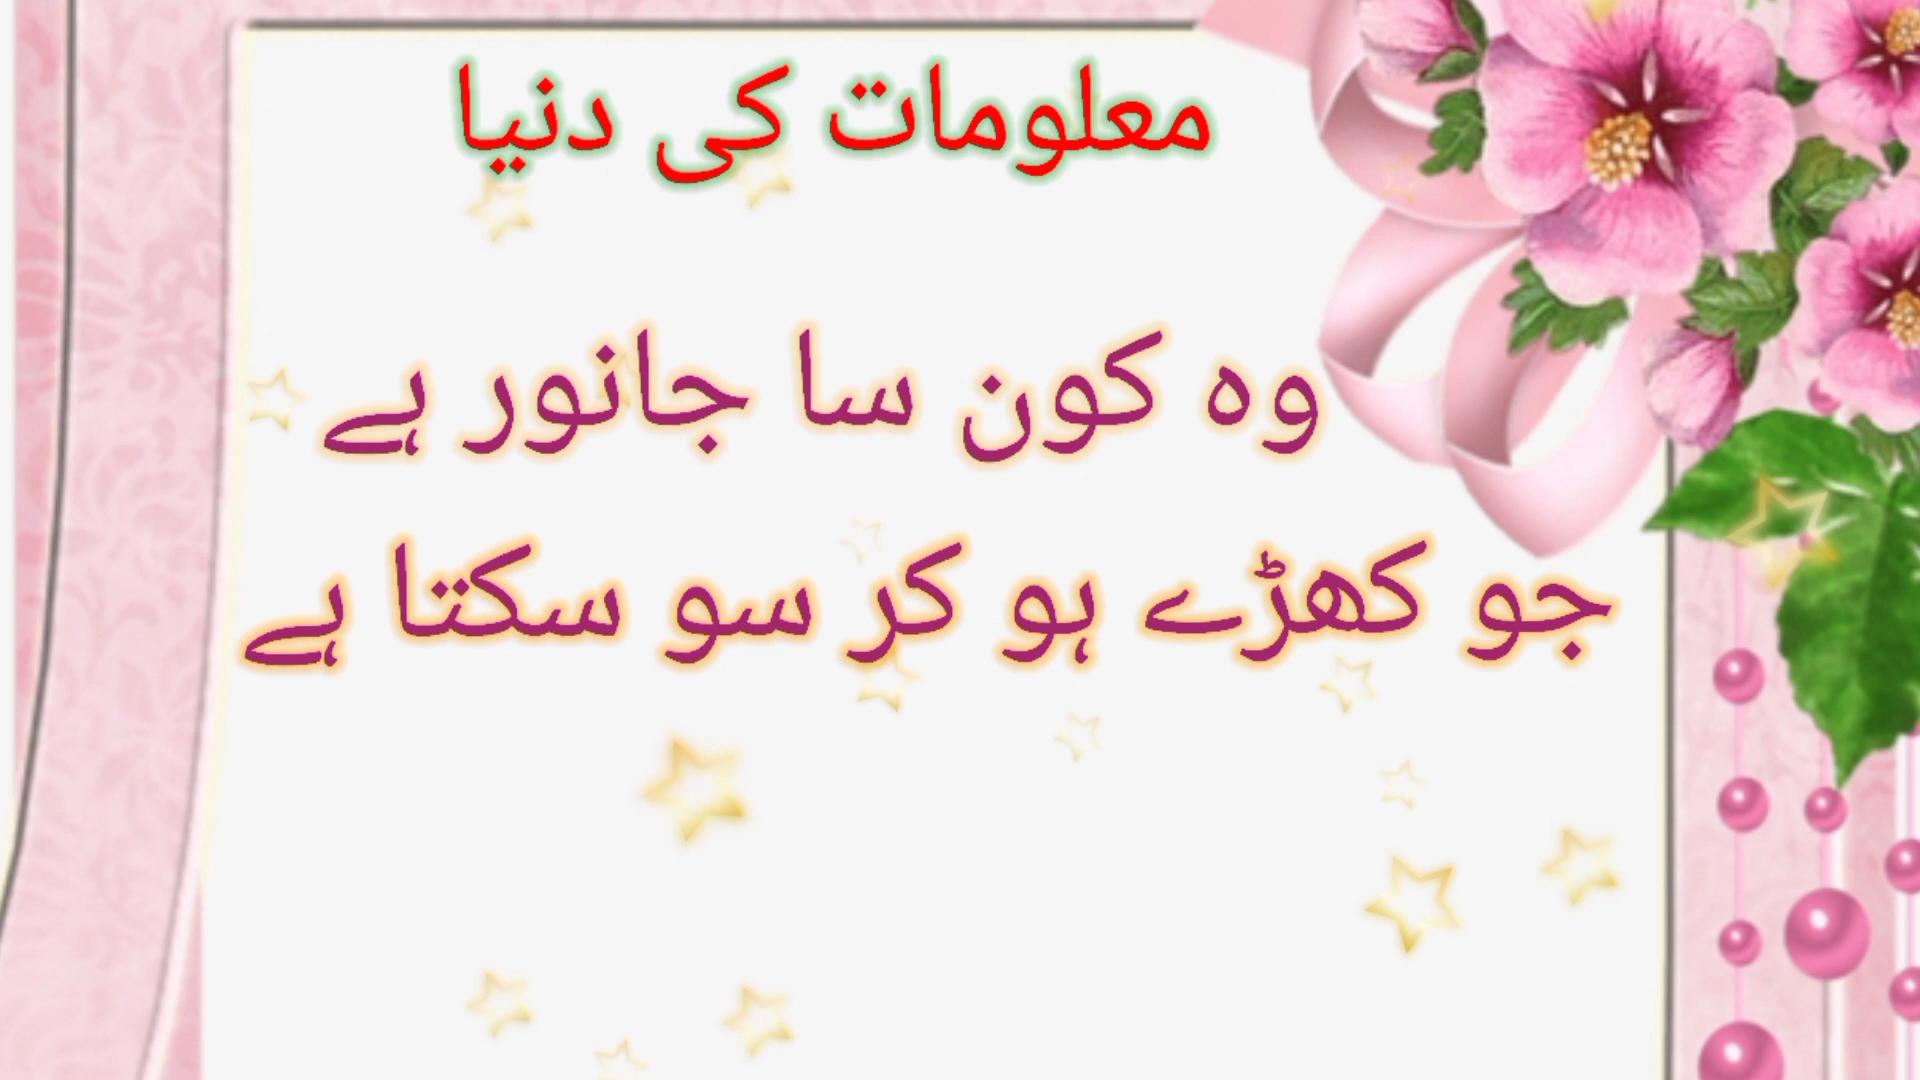 معلومات کی دنیا
وہ کون سا جانور ہے
جو کھڑے ہو کر سو سکتا ہے